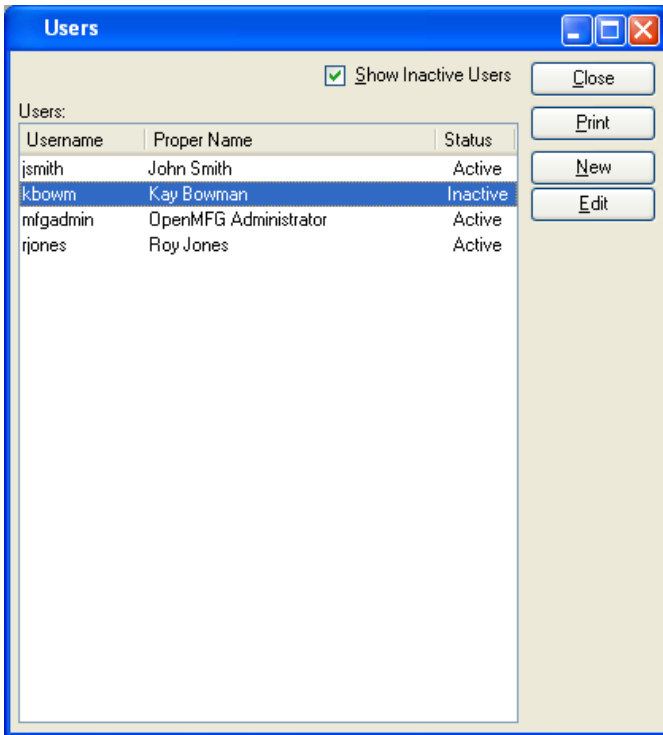 Users
Show Inactive Users
Close
Users:
Print
Username Proper Name Status
New
jsmith John Smith Active
kbowm Kay Bowman Inactive
Edit
mfgadmin OpenMFG Administrator Active
rjones Roy Jones Active